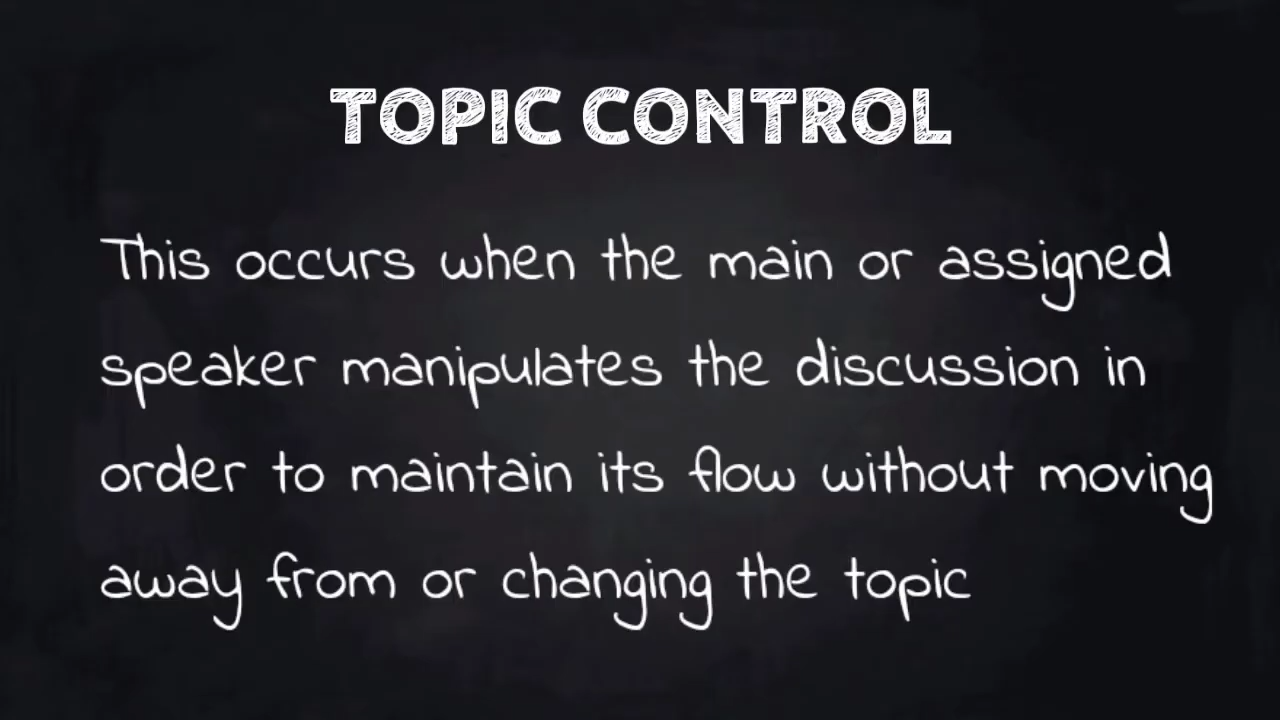 TOPIC CONTROL
This occurs when the main or assigned
speaker manipulates the discussion in
order to maintain its flow without moving
away from or changing the topic